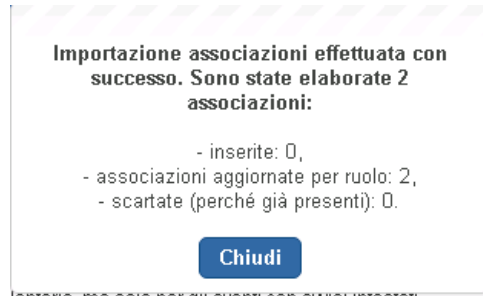 Importazione associazioni effettuata con
successo. Sono state elaborate 2
associazioni:
- inserite: 0,
- associazioni aggiornate per ruolo: 2,
- scartate (perché già presenti): 0.
Chiudi